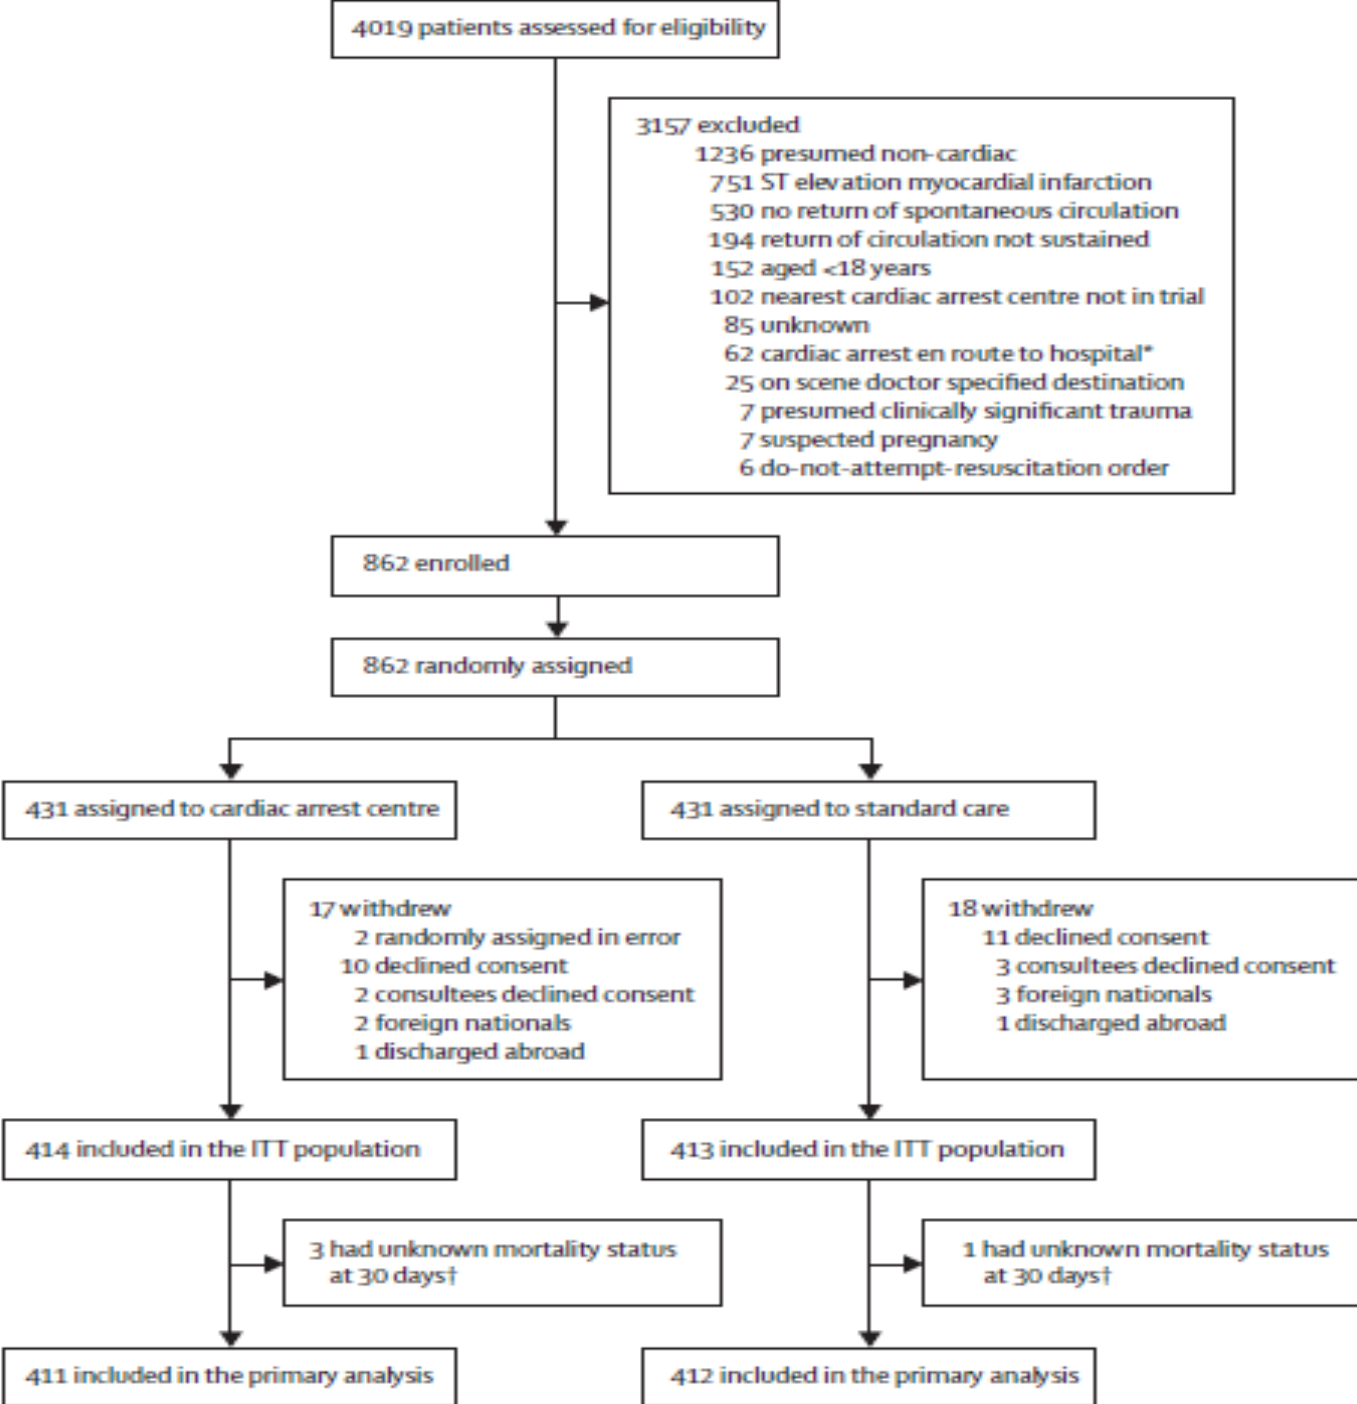 4019 patients assessed for eligibility
3157 excluded
1236 presumed non-cardiac
751 ST elevation myocardial infarction
530 no return of spontaneous circulation
194 return of circulation not sustained
152 aged <18 years
102 nearest cardiac arrest centre not in trial
85 unknown
62 cardiac arrest en route to hospital*
25 on scene doctor specified destination
7 presumed clinically significant trauma
7 suspected pregnancy
6 do-not-attempt-resuscitation order
862 enrolled
862 randomly assigned
431 assigned to cardiac arrest centre
431 assigned to standard care
17 withdrew
2 randomly assigned in error
10 declined consent
2 consultees declined consent
2 foreign nationals
1 discharged abroad
18 withdrew
11 declined consent
3 consultees declined consent
3 foreign nationals
1 discharged abroad
414 included in the ITT population
413 included in the ITT population
3 had unknown mortality status
at 30 days†
1 had unknown mortality status
at 30 days†
411 included in the primary analysis
412 included in the primary analysis